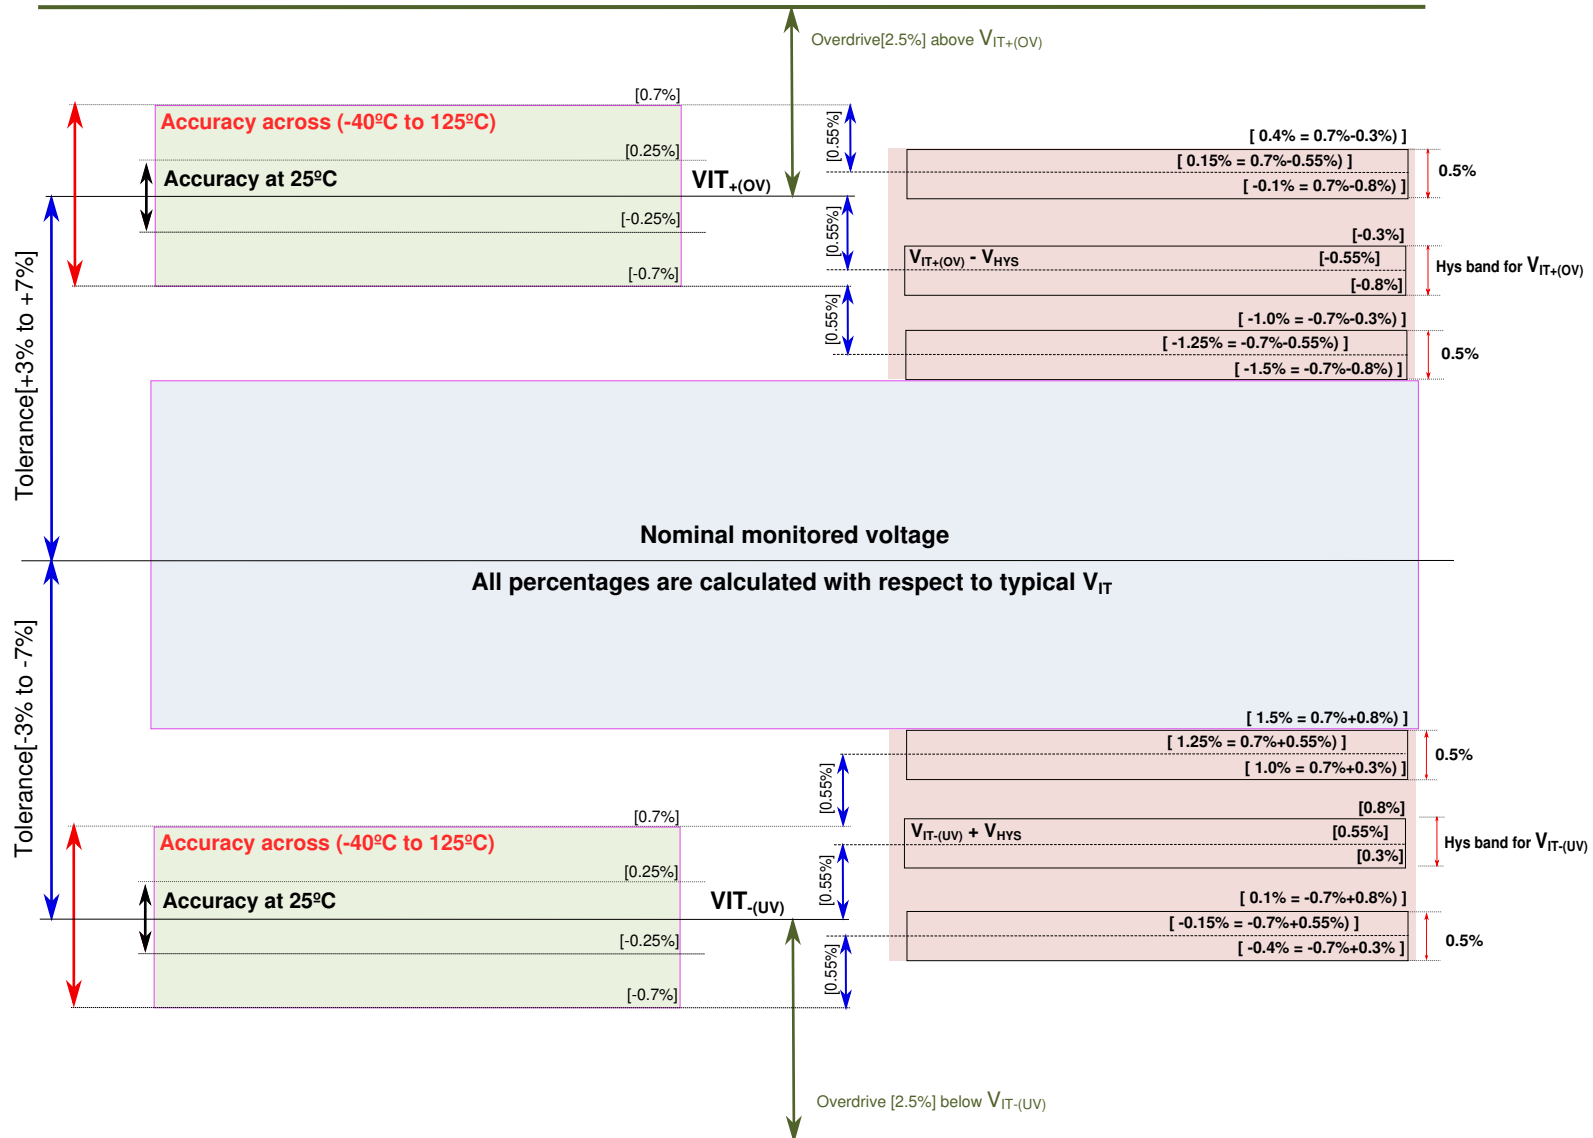 Overdrive[2.5%] above VIT+(OV)
[0.7%]
Accuracy across (-40ºC to 125ºC)
[0.25%]
Accuracy at 25ºC
VIT+(OV)
[-0.25%]
[-0.7%]
[0.55%]
[0.55%]
[0.55%]
[ 0.4% = 0.7%-0.3%) ]
[ 0.15% = 0.7%-0.55%) ]
[ -0.1% = 0.7%-0.8%) ]
0.5%
[-0.3%]
VIT+(OV) - VHYS
[-0.55%]
[-0.8%]
Hys band for VIT+(OV)
[ -1.0% = -0.7%-0.3%) ]
[ -1.25% = -0.7%-0.55%) ]
[ -1.5% = -0.7%-0.8%) ]
0.5%
Tolerance[+3% to +7%]
Nominal monitored voltage
All percentages are calculated with respect to typical VIT
Tolerance[-3% to -7%]
[ 1.5% = 0.7%+0.8%) ]
[ 1.25% = 0.7%+0.55%) ]
[ 1.0% = 0.7%+0.3%) ]
0.5%
[0.7%]
Accuracy across (-40ºC to 125ºC)
[0.25%]
Accuracy at 25ºC
VIT-(UV)
[-0.25%]
[-0.7%]
[0.55%]
[0.55%]
[0.55%]
[0.8%]
VIT-(UV) + VHYS
[0.55%]
[0.3%]
Hys band for VIT-(UV)
[ 0.1% = -0.7%+0.8%) ]
[ -0.15% = -0.7%+0.55%) ]
[ -0.4% = -0.7%+0.3% ]
0.5%
Overdrive [2.5%] below VIT-(UV)